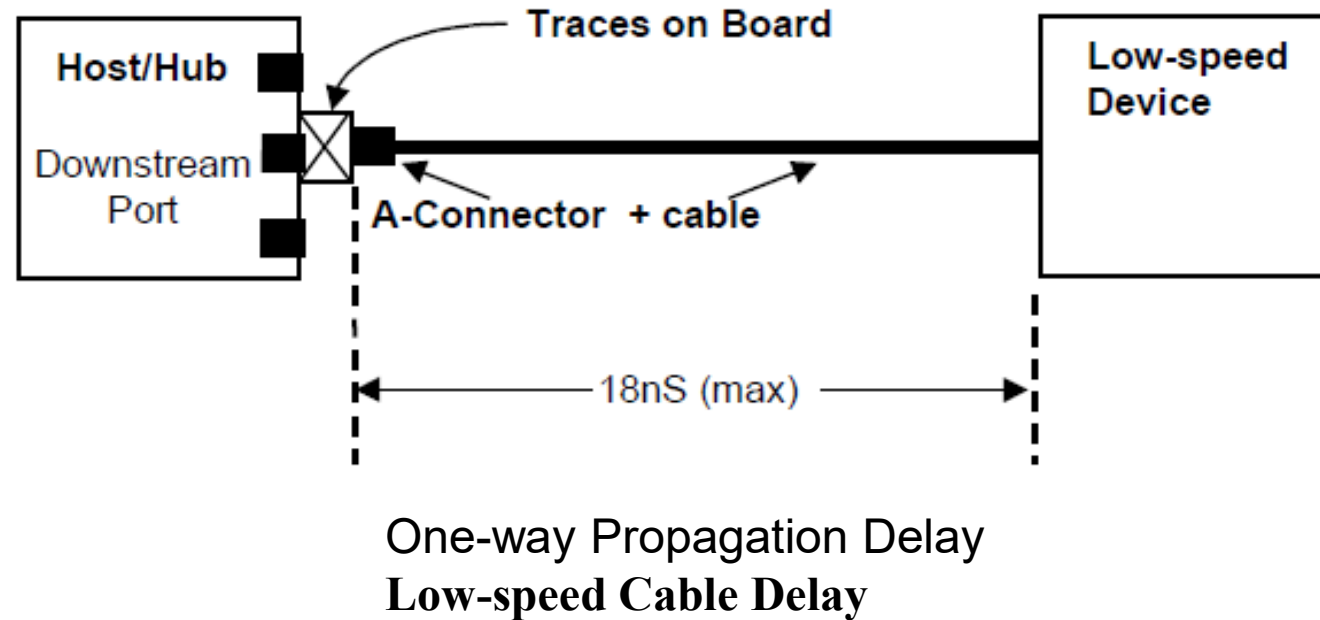 Traces on Board
Host/Hub
Downstream
Port
A-Connector + cable
Low-speed
Device
18nS (max)
One-way Propagation Delay
Low-speed Cable Delay